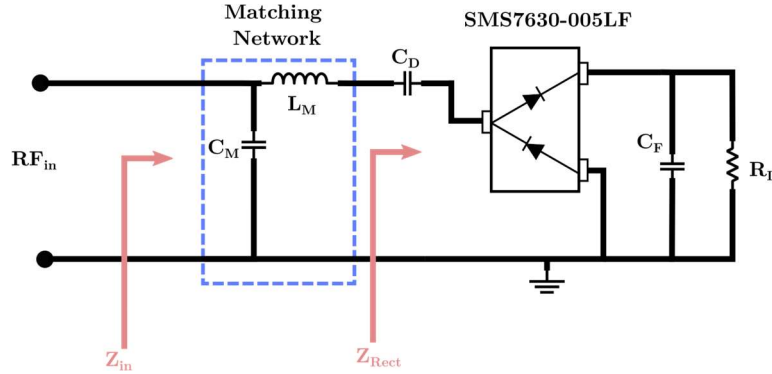 Matching
Network
SMS7630-005LF
C_D
L_M
C_M
RF_in
C_F
R_I
Z_in
Z_Rect